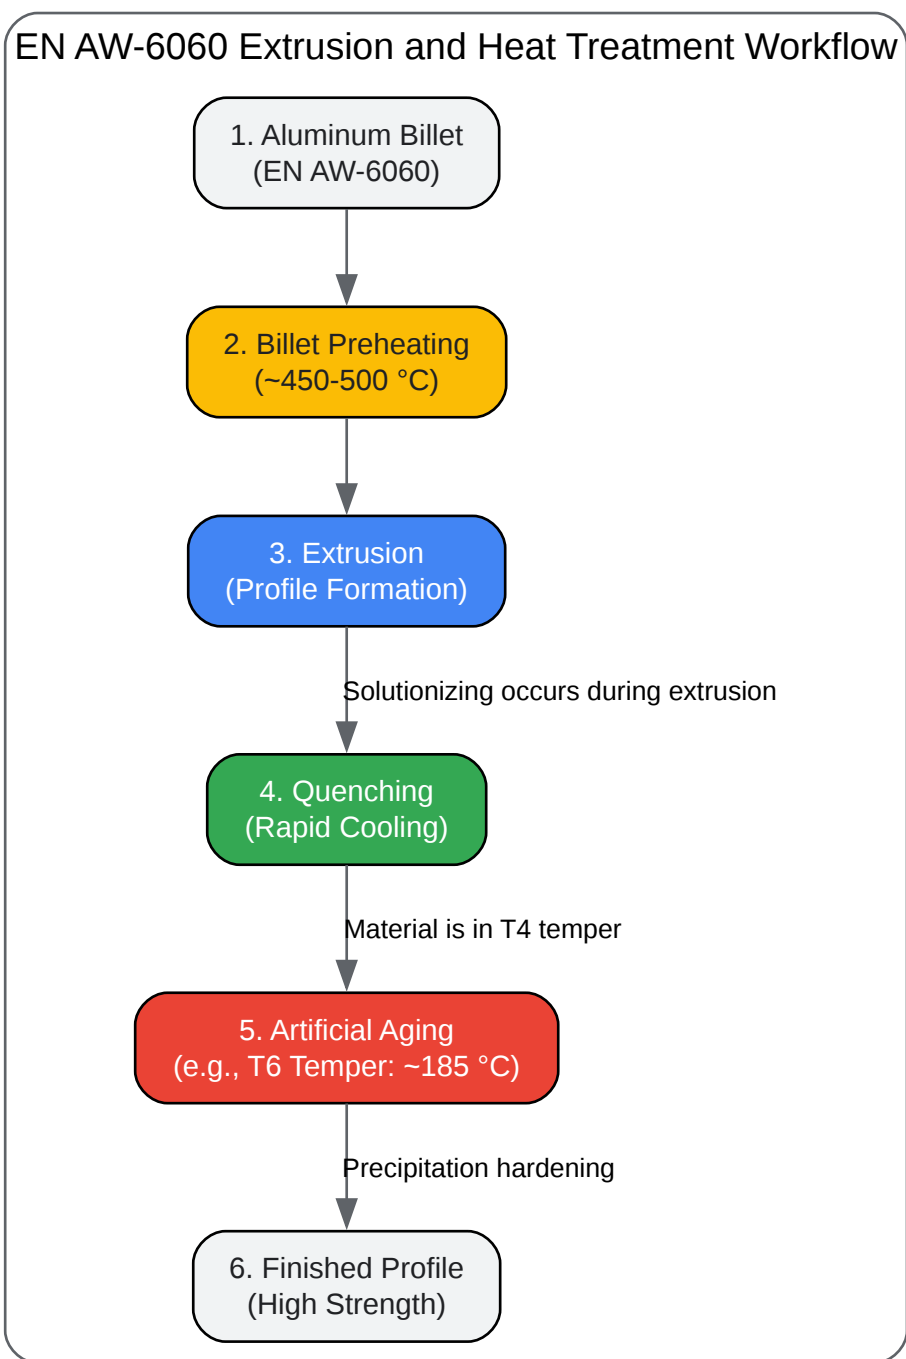 EN AW-6060 Extrusion and Heat Treatment Workflow
1. Aluminum Billet
(EN AW-6060)
2. Billet Preheating
(~450-500 °C)
3. Extrusion
(Profile Formation)
Solutionizing occurs during extrusion
4. Quenching
(Rapid Cooling)
Material is in T4 temper
5. Artificial Aging
(e.g., T6 Temper: ~185 °C)
Precipitation hardening
6. Finished Profile
(High Strength)